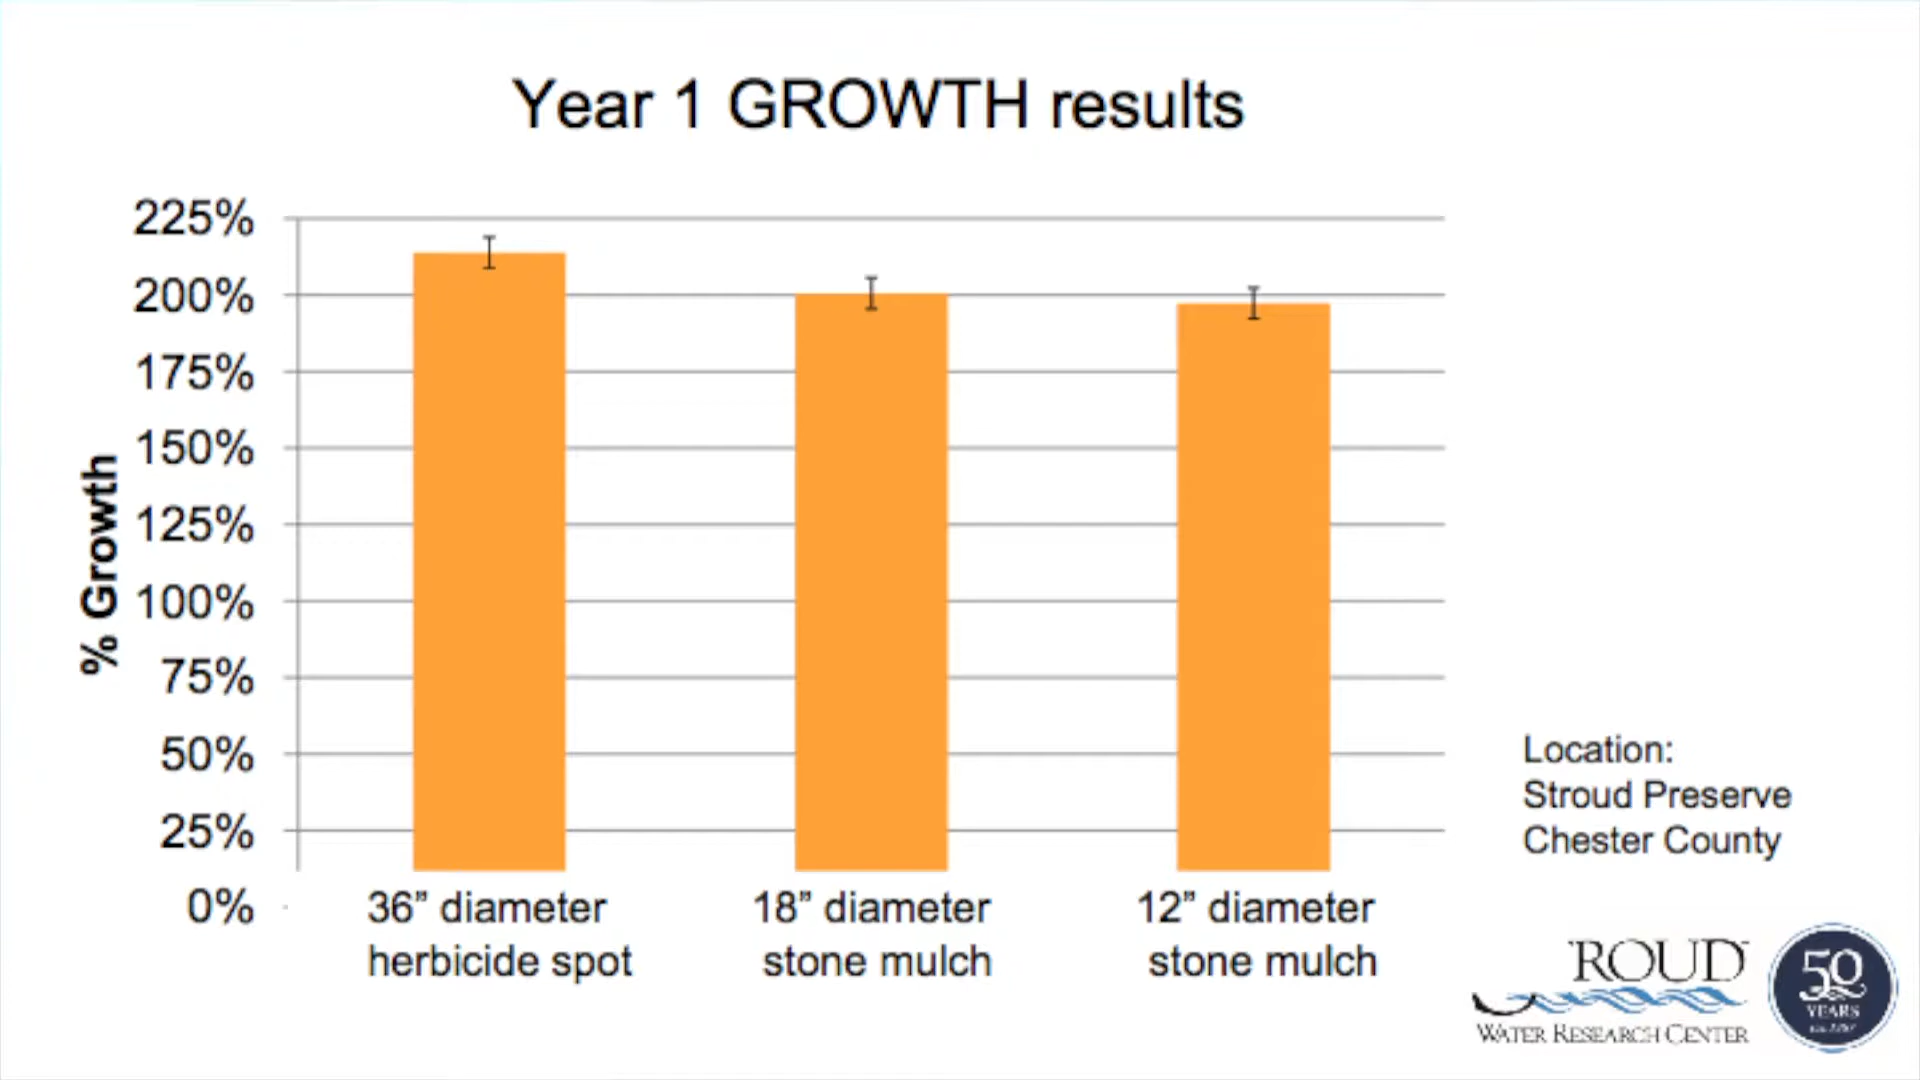 Year 1 GROWTH results
225%
200%
175%
150%
125%
100%
75%
50%
25%
0%
% Growth
36” diameter
herbicide spot
18” diameter
stone mulch
12” diameter
stone mulch
Location:
Stroud Preserve
Chester County
ROUD
WATER RESEARCH CENTER
50
YEARS